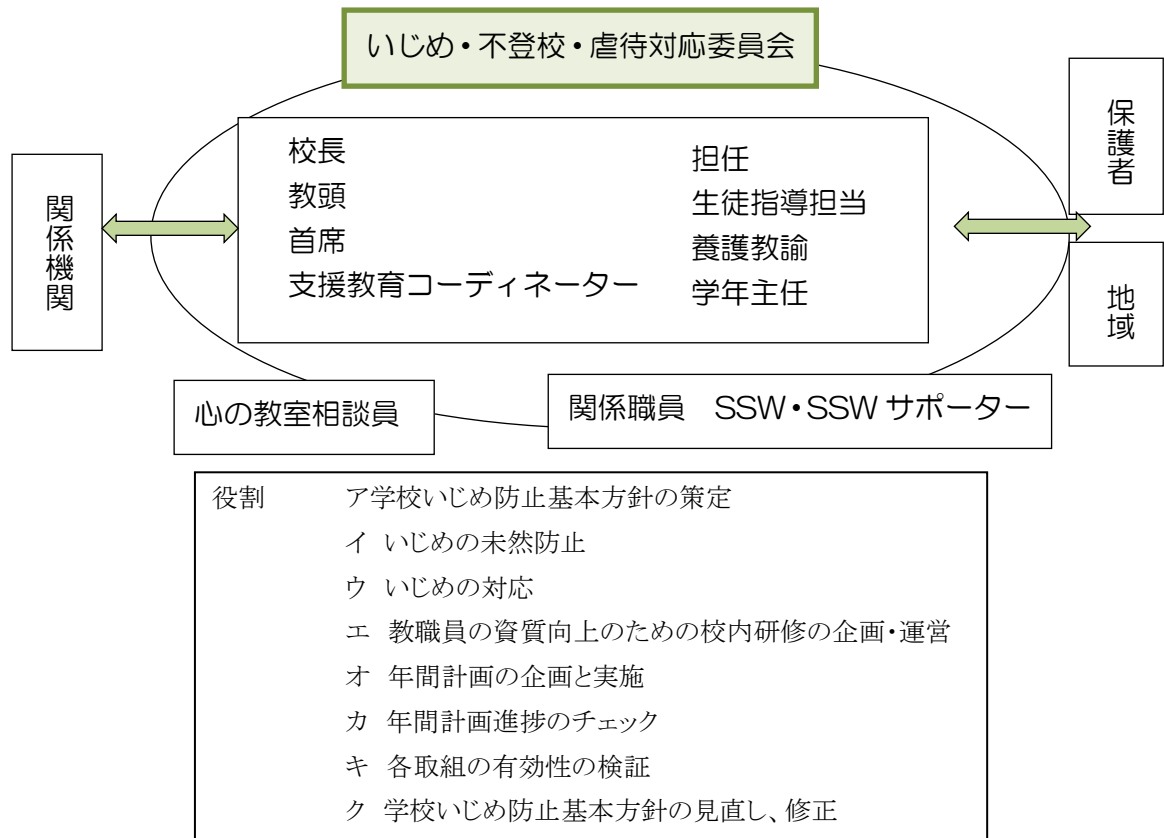 いじめ・不登校・虐待対応委員会
関係機関
校長
教頭
首席
支援教育コーディネーター
担任
生徒指導担当
養護教諭
学年主任
保護者
地域
心の教室相談員
関係職員　SSW・SSW サポーター
役割　　ア学校いじめ防止基本方針の策定
イ いじめの未然防止
ウ いじめの対応
エ 教職員の資質向上のための校内研修の企画・運営
オ 年間計画の企画と実施
カ 年間計画進捗のチェック
キ 各取組の有効性の検証
ク 学校いじめ防止基本方針の見直し、修正